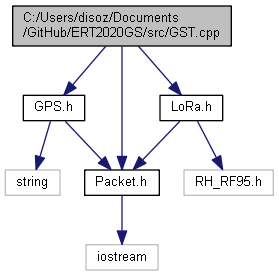 C:/Users/disoz/Documents
/GitHub/ERT2020GS/src/GST.cpp
GPS.h
LoRa.h
string
Packet.h
RH_RF95.h
iostream